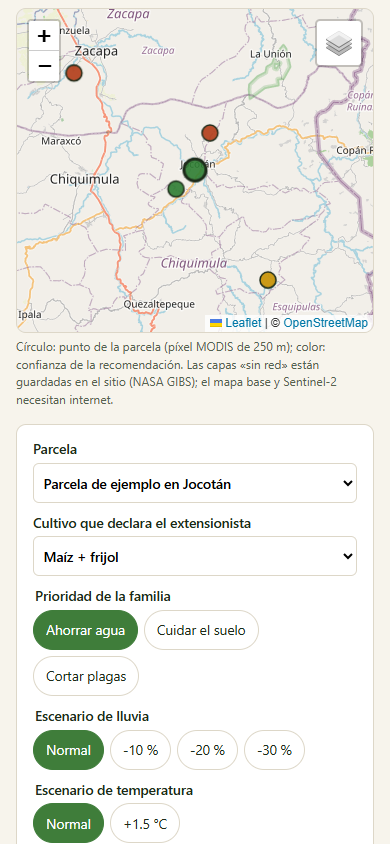 Zacapa
nzuela
+
Zacapa
Zacapa
La Unión
−
Copán
Ruinas
Maraxcó
Copán R
Chiquimula
Chiquimula
Quezaltepeque
Esquipulas
Ipala
Leaflet | © OpenStreetMap
Círculo: punto de la parcela (píxel MODIS de 250 m); color:
confianza de la recomendación. Las capas «sin red» están
guardadas en el sitio (NASA GIBS); el mapa base y Sentinel-2
necesitan internet.
Parcela
Parcela de ejemplo en Jocotán
Cultivo que declara el extensionista
Maíz + frijol
Prioridad de la familia
Ahorrar agua
Cuidar el suelo
Cortar plagas
Escenario de lluvia
Normal
-10 %
-20 %
-30 %
Escenario de temperatura
Normal
+1.5 °C